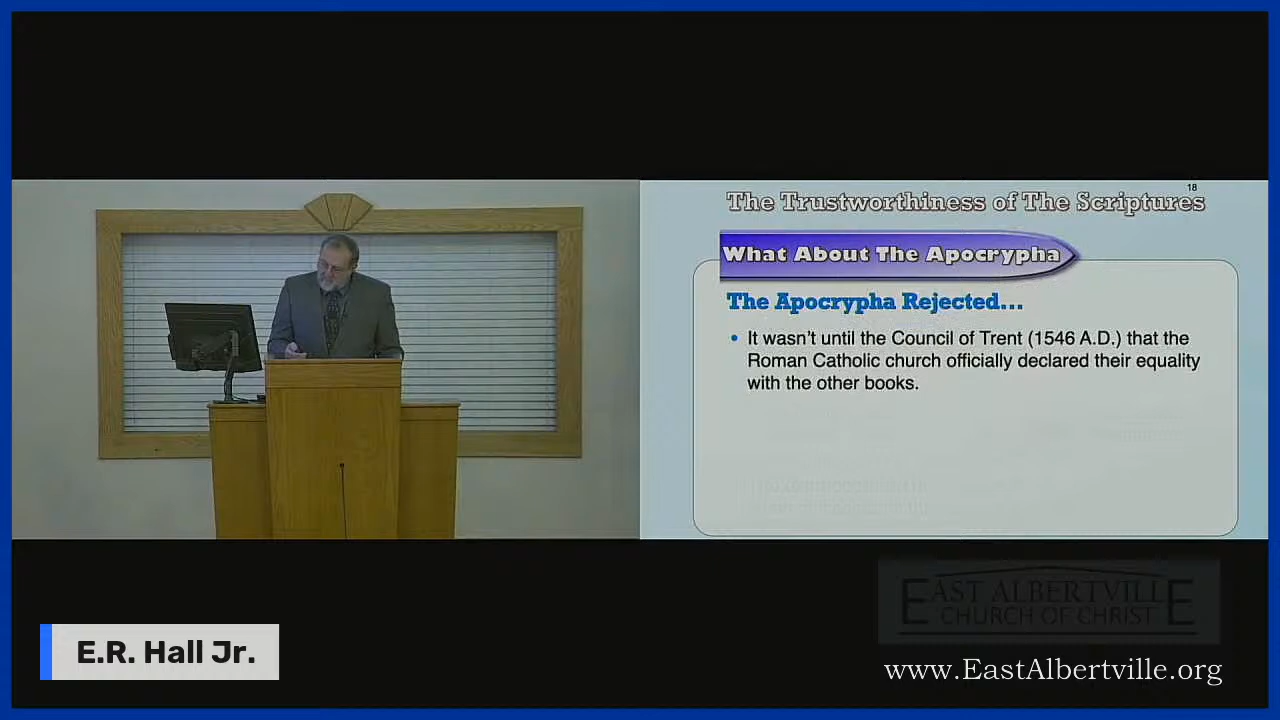 18
The Trustworthiness of The Scriptures
What About The Apocrypha
The Apocrypha Rejected...
• It wasn't until the Council of Trent (1546 A.D.) that the
Roman Catholic church officially declared their equality
with the other books.
EAST ALBERTVILLE
CHURCH OF CHRIST
E.R. Hall Jr.
www.EastAlbertville.org